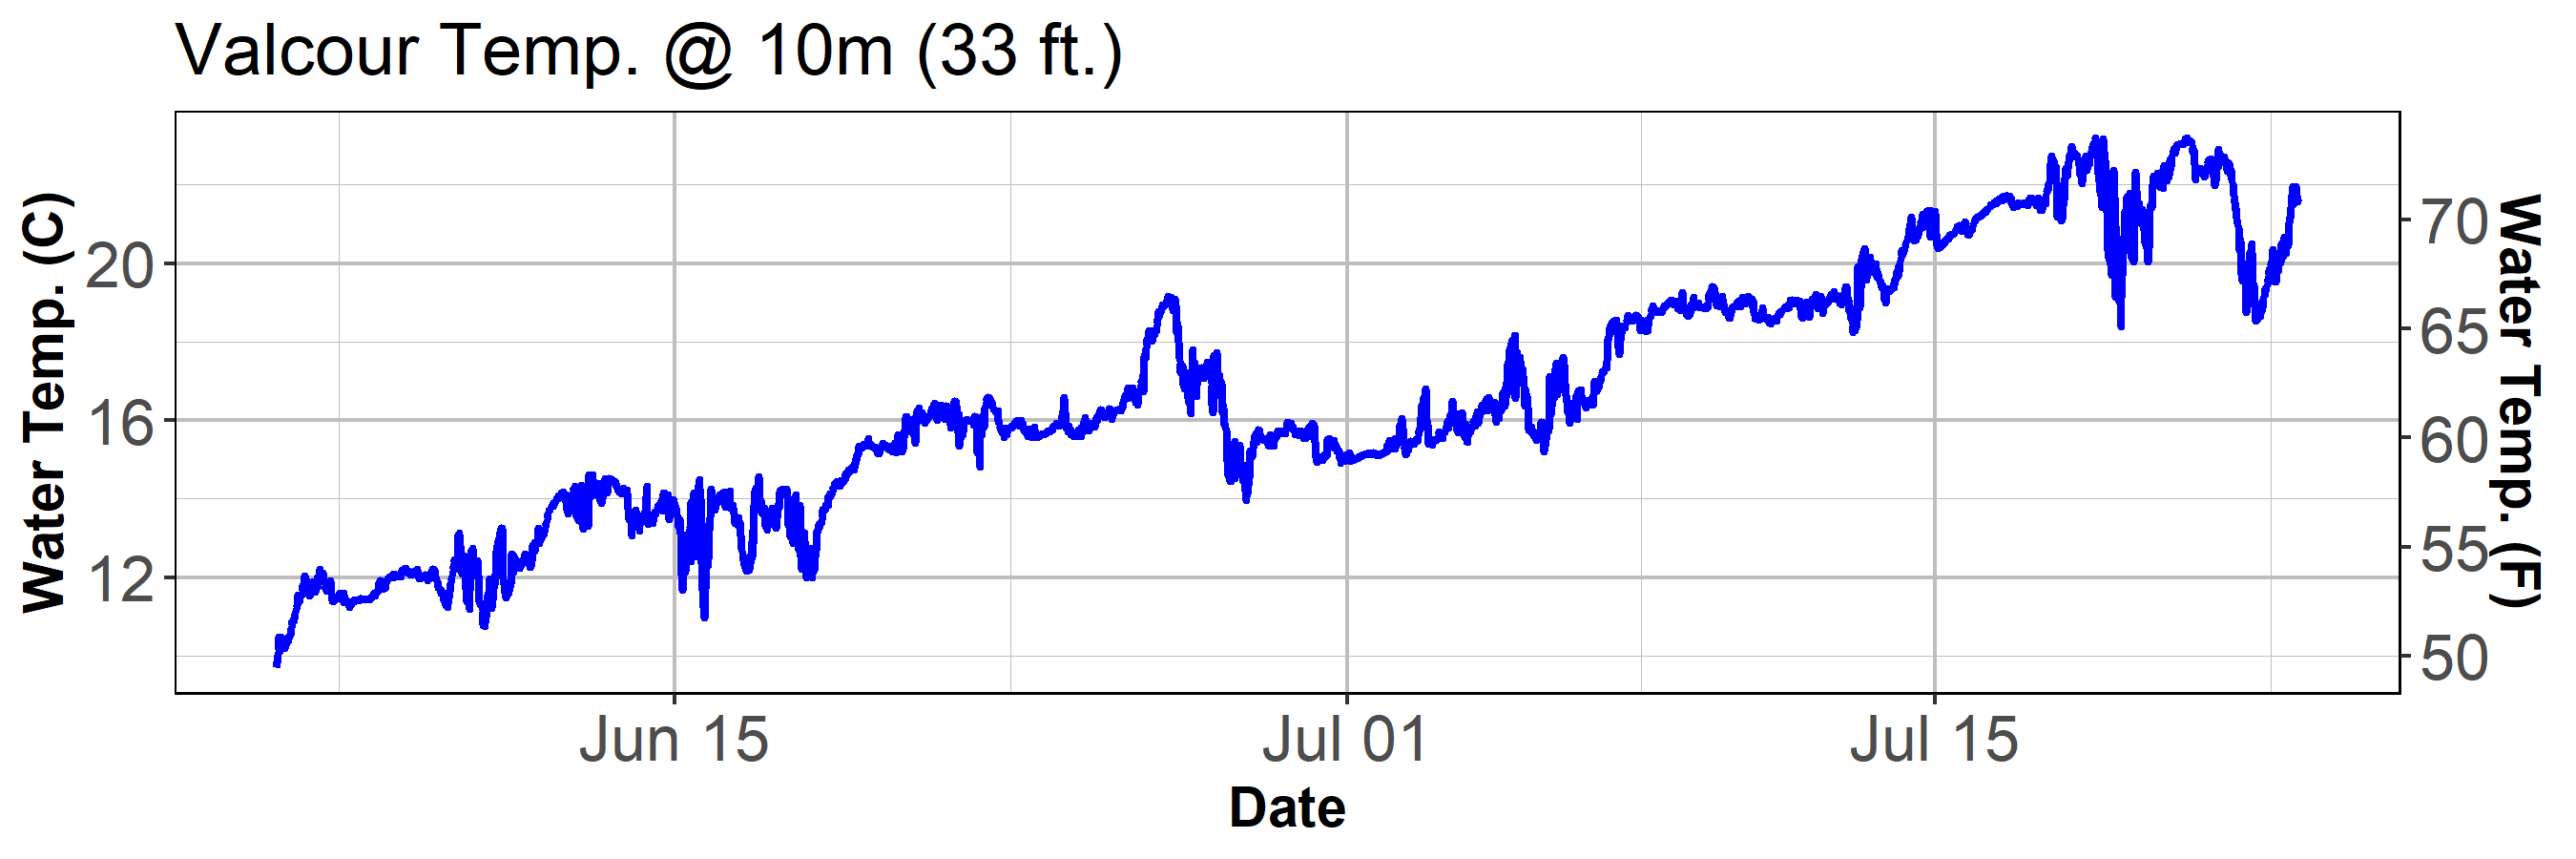 Valcour Temp. @ 10m (33 ft.)
Water Temp. (C)
20
16
12
70
65
60
55
50
Water Temp. (F)
Jun 15
Jul 01
Jul 15
Date